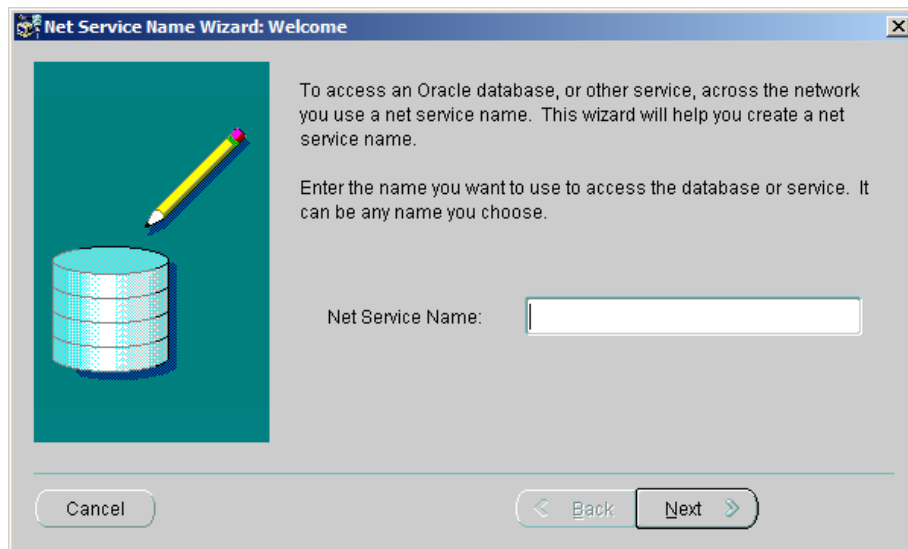 Net Service Name Wizard: Welcome
To access an Oracle database, or other service, across the network
you use a net service name. This wizard will help you create a net
service name.
Enter the name you want to use to access the database or service. It
can be any name you choose.
Net Service Name:
Cancel
Back
Next